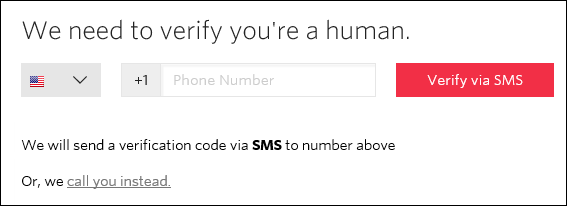 We need to verify you're a human.
+1 Phone Number Verify via SMS
We will send a verification code via SMS to number above
Or, we call you instead.